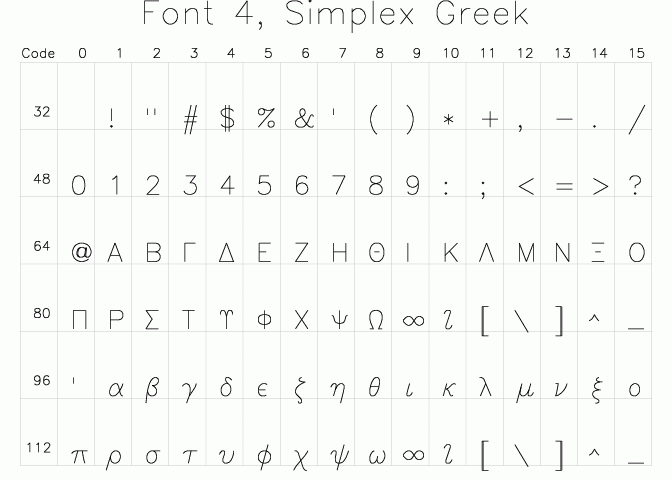 Font 4, Simplex Greek
Code 0 1 2 3 4 5 6 7 8 9 10 11 12 13 14 15
32 ! " # $ % & ' ( ) * + , - . /
48 0 1 2 3 4 5 6 7 8 9 : ; < = > ?
64 @ Α Β Γ Δ Ε Ζ Η Θ Ι Κ Λ Μ Ν Ξ Ο
80 Π Ρ Σ Τ ϒ Φ Χ Ψ Ω ∞ [ \ ] ^ _
96 ' α β γ δ ϵ ζ η θ ι κ λ μ ν ξ ο
112 π ρ σ τ υ ϕ χ ψ ω ∞ [ \ ] ^ _